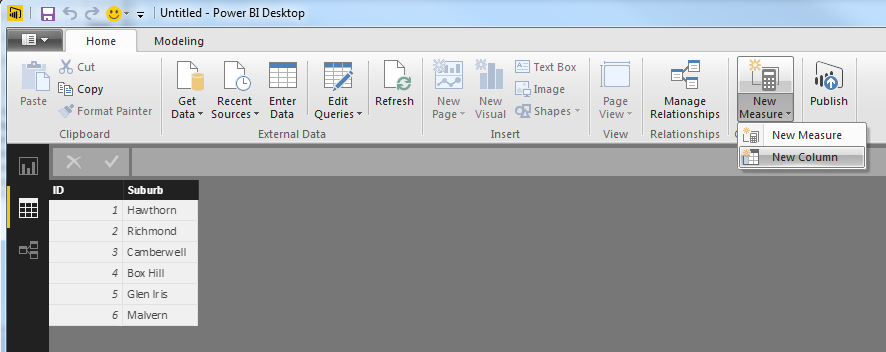 Untitled - Power BI Desktop
Home Modeling
Paste
Cut
Copy
Format Painter
Get Data
Recent Sources
Enter Data
Edit Queries
Refresh
New Page
New Visual
Text Box
Image
Shapes
Page View
Manage Relationships
New Measure
Publish
Clipboard External Data Insert View Relationships
New Measure
New Column
ID Suburb
1 Hawthorn
2 Richmond
3 Camberwell
4 Box Hill
5 Glen Iris
6 Malvern